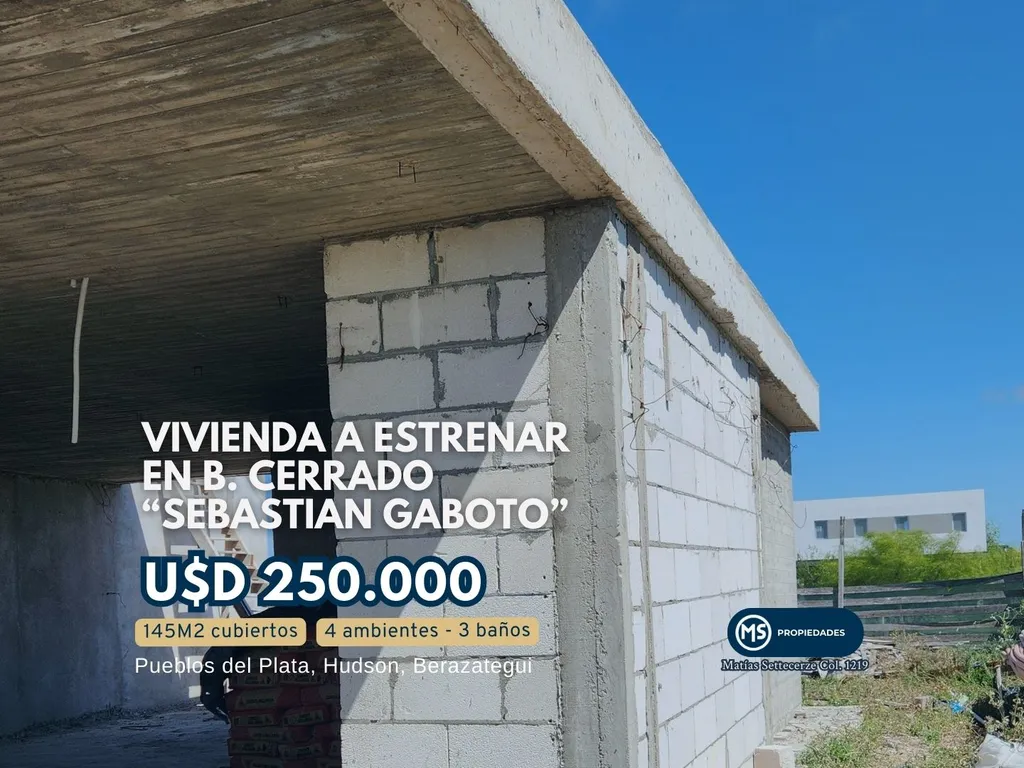 VIVIENDA A ESTRENAR
EN B. CERRADO
“SEBASTIAN GABOTO”
U$D 250.000
145M2 cubiertos
4 ambientes - 3 baños
Pueblos del Plata, Hudson, Berazategui
MS PROPIEDADES
Matías Settecerze Col. 1219